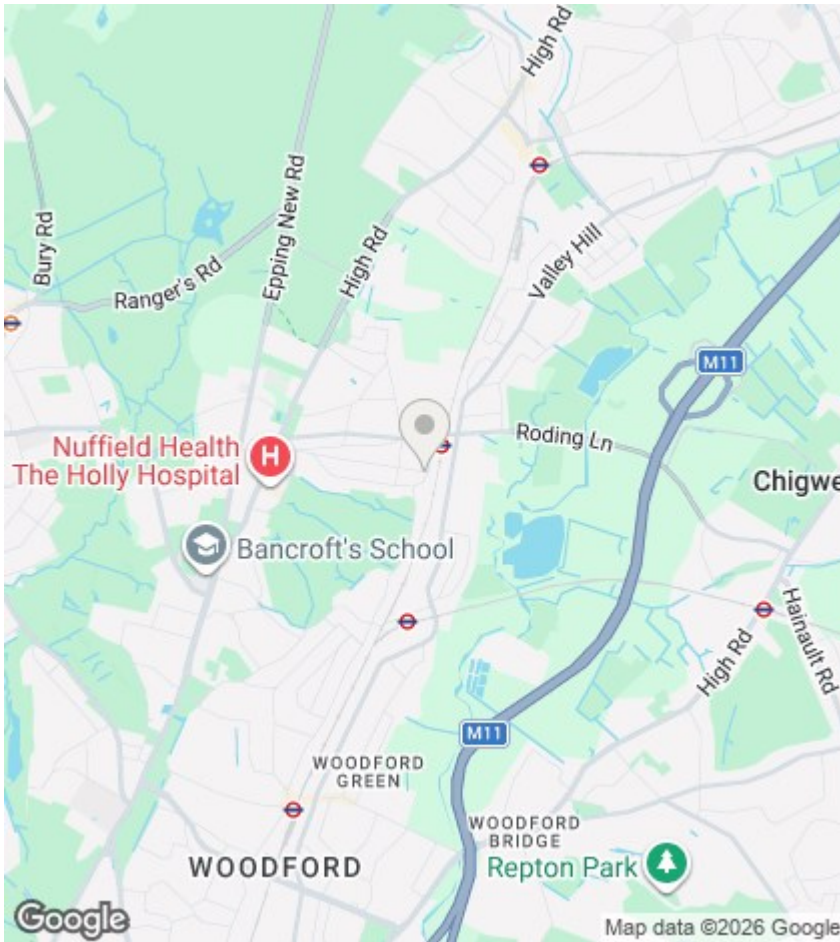 High Rd
Bury Rd
Epping New Rd
Ranger's Rd
High Rd
Valley Hill
M11
Nuffield Health
The Holly Hospital
H
Roding Ln
Chigwe
Bancroft's School
Hainault Rd
High Rd
M11
WOODFORD
GREEN
WOODFORD
BRIDGE
WOODFORD
Repton Park
Google
Map data ©2026 Google